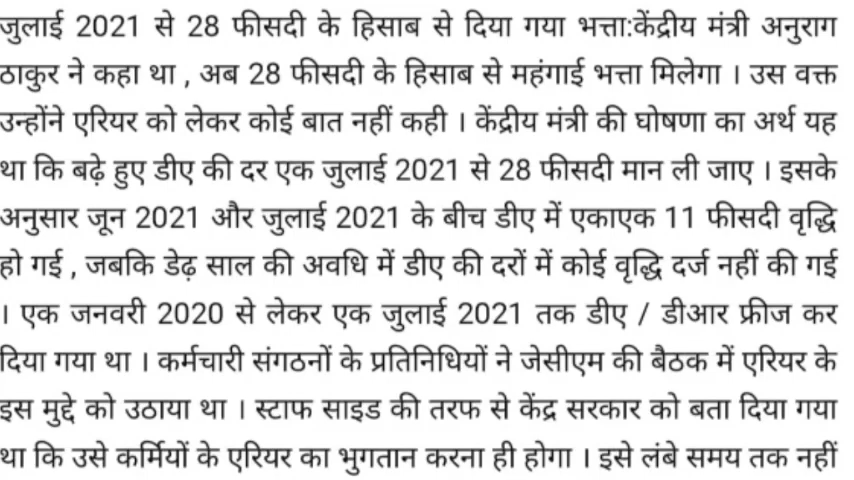 जुलाई 2021 से 28 फीसदी के हिसाब से दिया गया भत्ता:केंद्रीय मंत्री अनुराग
ठाकुर ने कहा था , अब 28 फीसदी के हिसाब से महंगाई भत्ता मिलेगा । उस वक्त
उन्होंने एरियर को लेकर कोई बात नहीं कही । केंद्रीय मंत्री की घोषणा का अर्थ यह
था कि बढ़े हुए डीए की दर एक जुलाई 2021 से 28 फीसदी मान ली जाए । इसके
अनुसार जून 2021 और जुलाई 2021 के बीच डीए में एकाएक 11 फीसदी वृद्धि
हो गई , जबकि डेढ़ साल की अवधि में डीए की दरों में कोई वृद्धि दर्ज नहीं की गई
। एक जनवरी 2020 से लेकर एक जुलाई 2021 तक डीए / डीआर फ्रीज कर
दिया गया था । कर्मचारी संगठनों के प्रतिनिधियों ने जेसीएम की बैठक में एरियर के
इस मुद्दे को उठाया था । स्टाफ साइड की तरफ से केंद्र सरकार को बता दिया गया
था कि उसे कर्मियों के एरियर का भुगतान करना ही होगा । इसे लंबे समय तक नहीं